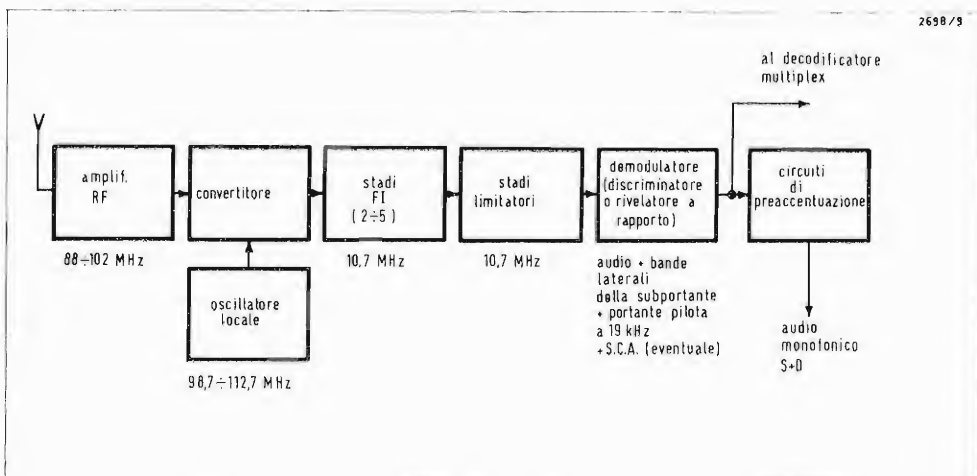 2698/9
al decodificatore
multiplex
amplif.
RF
88÷102 MHz
convertitore
oscillatore
locale
98,7÷112,7 MHz
stadi
FI
(2÷5)
10,7 MHz
stadi
limitatori
10,7 MHz
demodulatore
(discriminatore
o rivelatore a
rapporto)
audio + bande
laterali
della subportante
+ portante pilota
a 19 kHz
+S.C.A. (eventuale)
circuiti
di
preaccentuazione
audio
monofonico
S+D